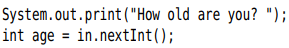 System.out.print("How old are you? ");
int age = in.nextInt();